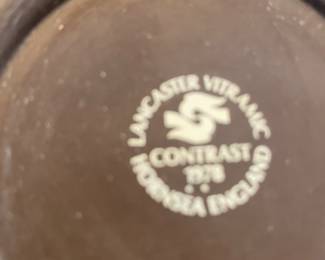 LANCASTER VITRAMIC
CONTRAST
1978
HORNSEA ENGLAND